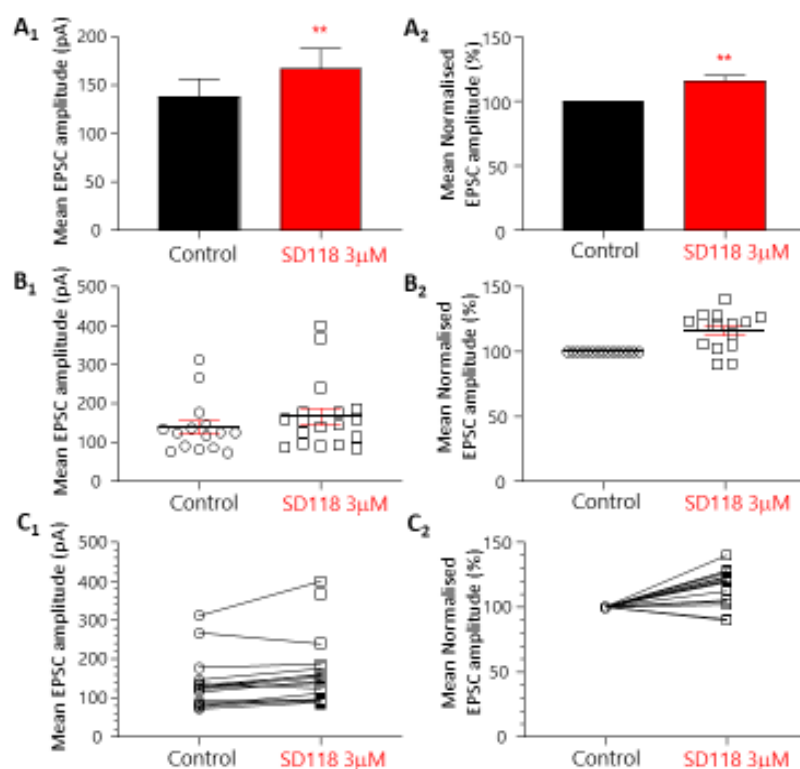 A1
Mean EPSC amplitude (pA)
200
150
100
50
0
**
Control
SD118 3μM
A2
Mean Normalised
EPSC amplitude (%)
150
100
50
0
**
Control
SD118 3μM
B1
Mean EPSC amplitude (pA)
500
400
300
200
100
0
Control
SD118 3μM
B2
Mean Normalised
EPSC amplitude (%)
150
100
50
0
Control
SD118 3μM
C1
Mean EPSC amplitude (pA)
500
400
300
200
100
0
Control
SD118 3μM
C2
Mean Normalised
EPSC amplitude (%)
150
100
50
0
Control
SD118 3μM